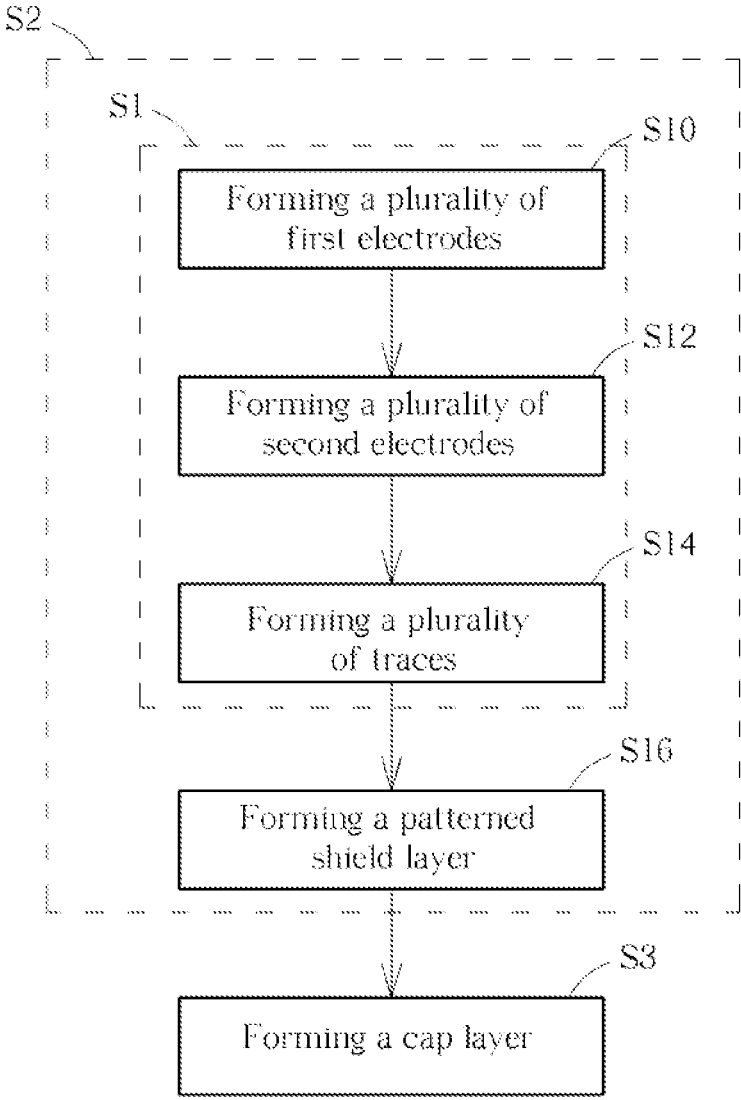 S2
S1
S10
Forming a plurality of
first electrodes
S12
Forming a plurality of
second electrodes
S14
Forming a plurality
of traces
S16
Forming a patterned
shield layer
S3
Forming a cap layer